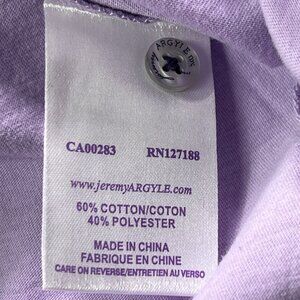 ARGYLE
CA00283 RN127188
www.jeremyARGYLE.com
60% COTTON/COTON
40% POLYESTER
MADE IN CHINA
FABRIQUE EN CHINE
CARE ON REVERSE/ENTRETIEN AU VERSO